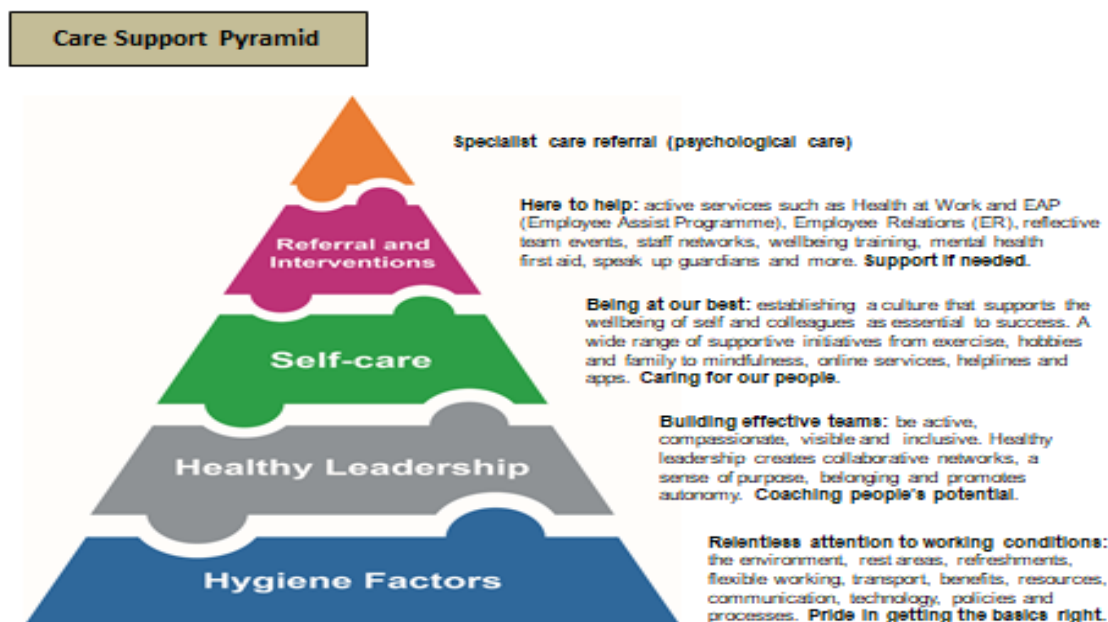 Care Support Pyramid
Specialist care referral (psychological care)
Here to help: active services such as Health at Work and EAP
(Employee Assist Programme), Employee Relations (ER), reflective
team events, staff networks, wellbeing training, mental health
first aid, speak up guardians and more. Support if needed.
Referral and
Interventions
Being at our best: establishing a culture that supports the
wellbeing of self and colleagues as essential to success. A
wide range of supportive initiatives from exercise, hobbies
and family to mindfulness, online services, helplines and
apps. Caring for our people.
Self-care
Building effective teams: be active,
compassionate, visible and inclusive. Healthy
leadership creates collaborative networks, a
sense of purpose, belonging and promotes
autonomy. Coaching people's potential.
Healthy Leadership
Relentless attention to working conditions:
the environment, rest areas, refreshments,
flexible working, transport, benefits, resources,
communication, technology, policies and
processes. Pride in getting the basics right.
Hygiene Factors